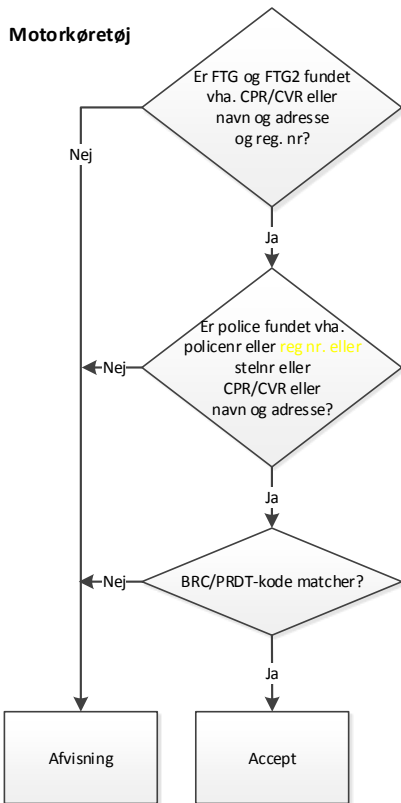 Motorkøretøj
Er FTG og FTG2 fundet
vha. CPR/CVR eller
navn og adresse
og reg. nr?
Nej
Ja
Er police fundet vha.
policenr eller reg nr. eller
stelnr eller
CPR/CVR eller
navn og adresse?
Nej
Ja
BRC/PRDT-kode matcher?
Nej
Ja
Afvisning
Accept